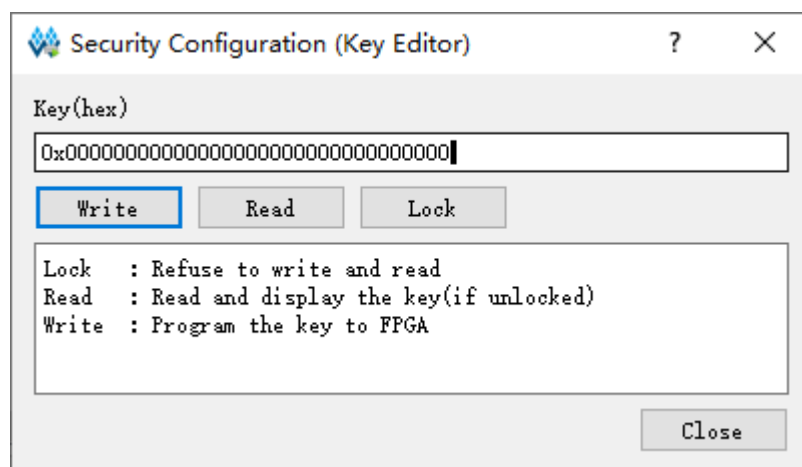 Security Configuration (Key Editor)
Key(hex)
0x00000000000000000000000000000000
Write Read Lock
Lock : Refuse to write and read
Read : Read and display the key(if unlocked)
Write : Program the key to FPGA
Close